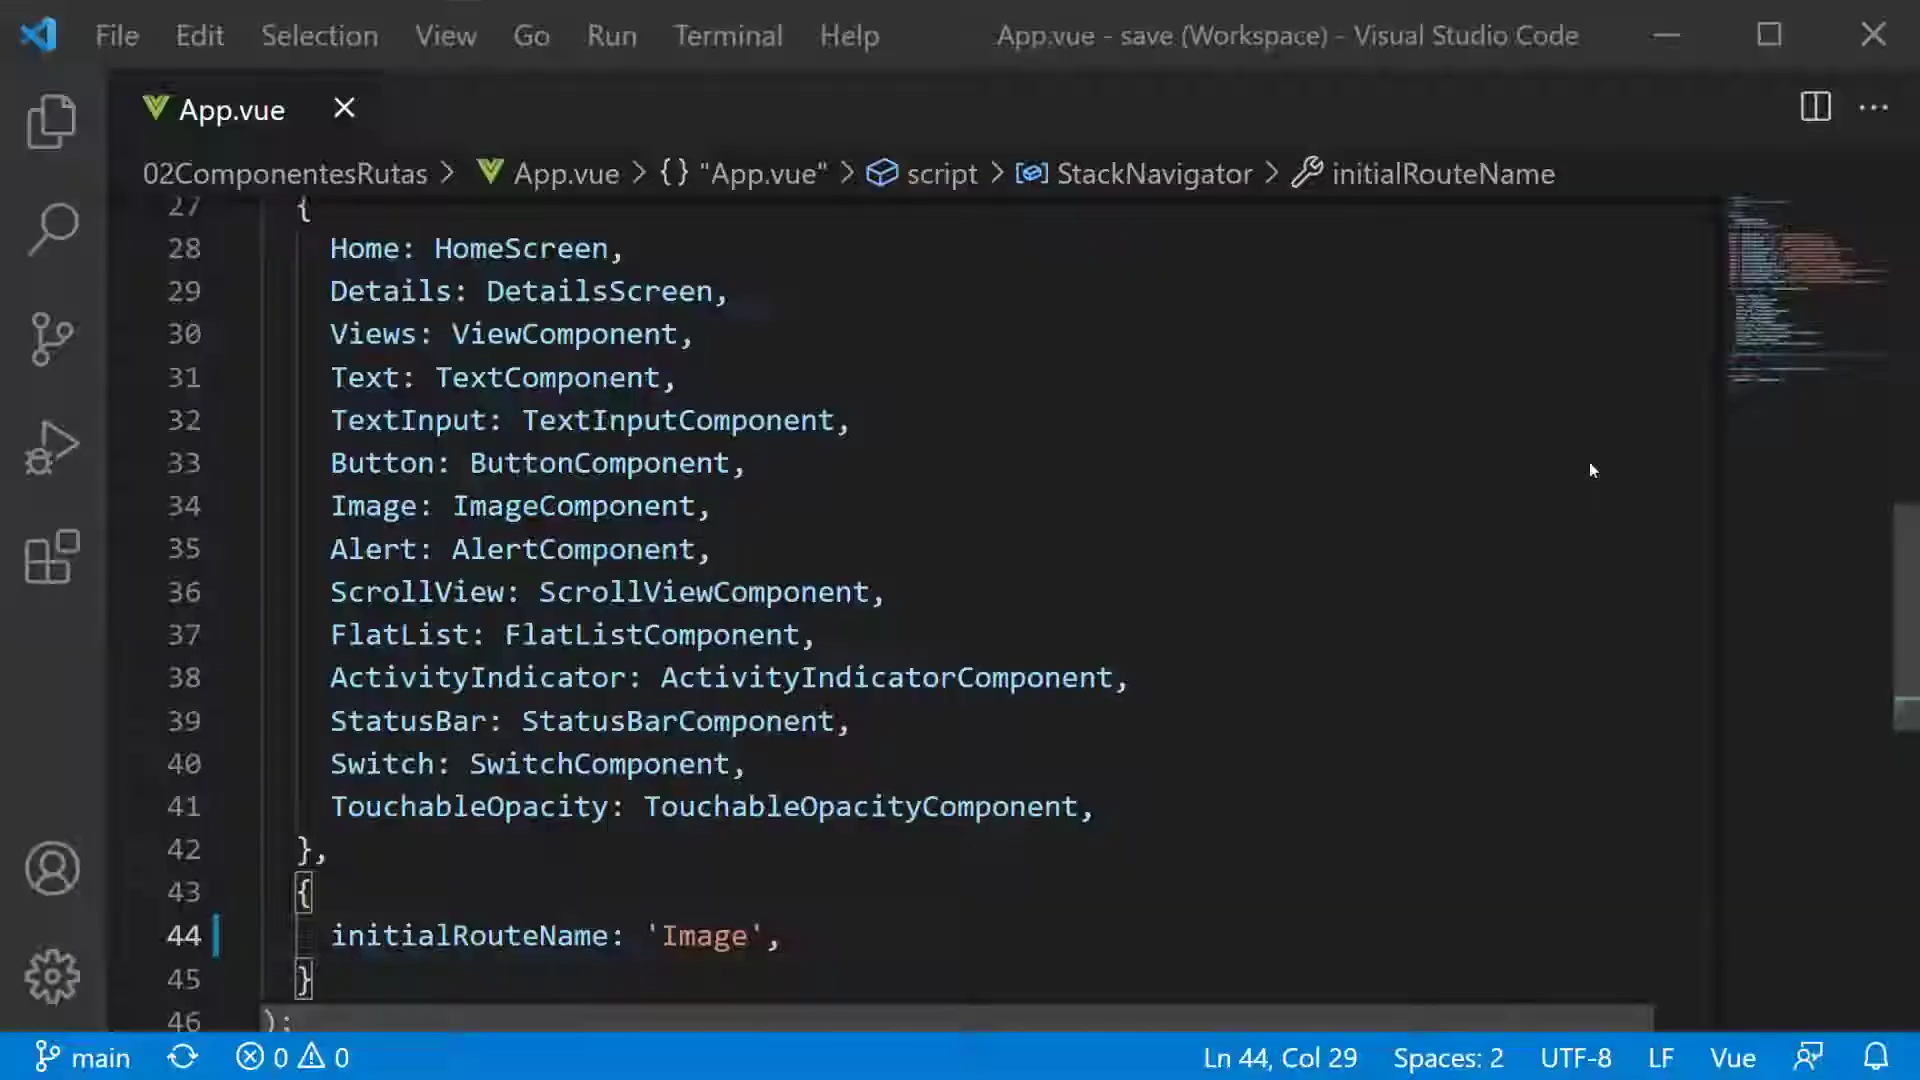 File Edit Selection View Go Run Terminal Help App.vue - save (Workspace) - Visual Studio Code
App.vue
02ComponentesRutas > App.vue > {} "App.vue" > script > StackNavigator > initialRouteName
27 {
28 Home: HomeScreen,
29 Details: DetailsScreen,
30 Views: ViewComponent,
31 Text: TextComponent,
32 TextInput: TextInputComponent,
33 Button: ButtonComponent,
34 Image: ImageComponent,
35 Alert: AlertComponent,
36 ScrollView: ScrollViewComponent,
37 FlatList: FlatListComponent,
38 ActivityIndicator: ActivityIndicatorComponent,
39 StatusBar: StatusBarComponent,
40 Switch: SwitchComponent,
41 TouchableOpacity: TouchableOpacityComponent,
42 },
43 {
44 initialRouteName: 'Image',
45 }
46 );
main 0 0 Ln 44, Col 29 Spaces: 2 UTF-8 LF Vue